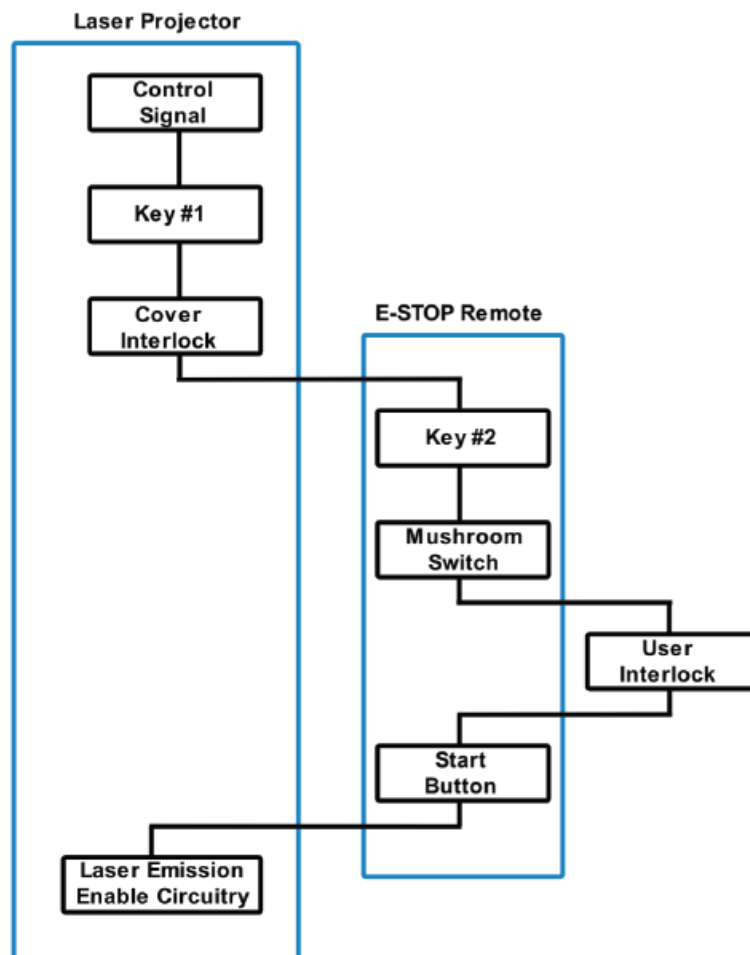 Laser Projector
Control
Signal
Key #1
Cover
Interlock
E-STOP Remote
Key #2
Mushroom
Switch
User
Interlock
Start
Button
Laser Emission
Enable Circuitry